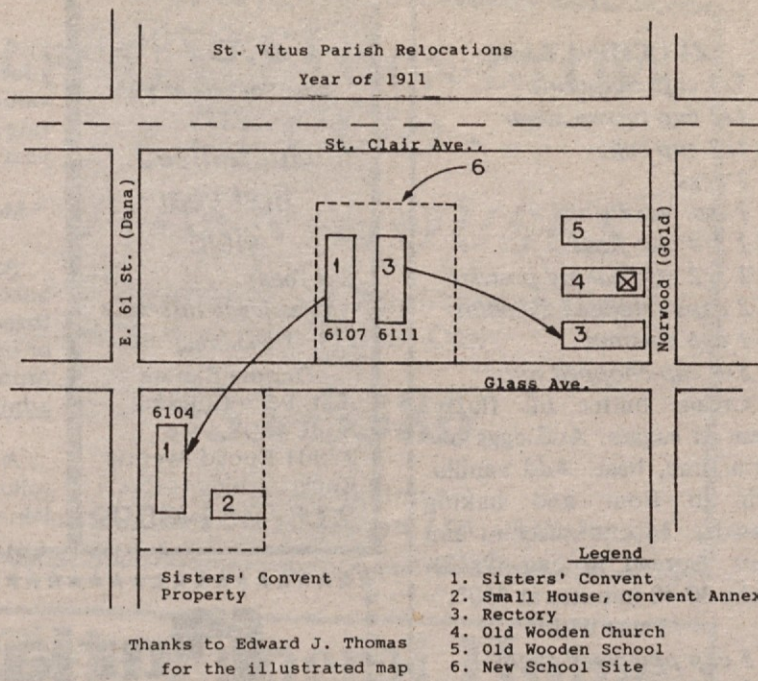 St. Vitus Parish Relocations
Year of 1911
St. Clair Ave.,
6
E. 61 St. (Dana)
Norwood (Gold)
1
3
5
4
3
6107 6111
Glass Ave.
6104
1
2
Sisters' Convent
Property
Legend
1. Sisters' Convent
2. Small House, Convent Annex
3. Rectory
4. Old Wooden Church
5. Old Wooden School
6. New School Site
Thanks to Edward J. Thomas
for the illustrated map